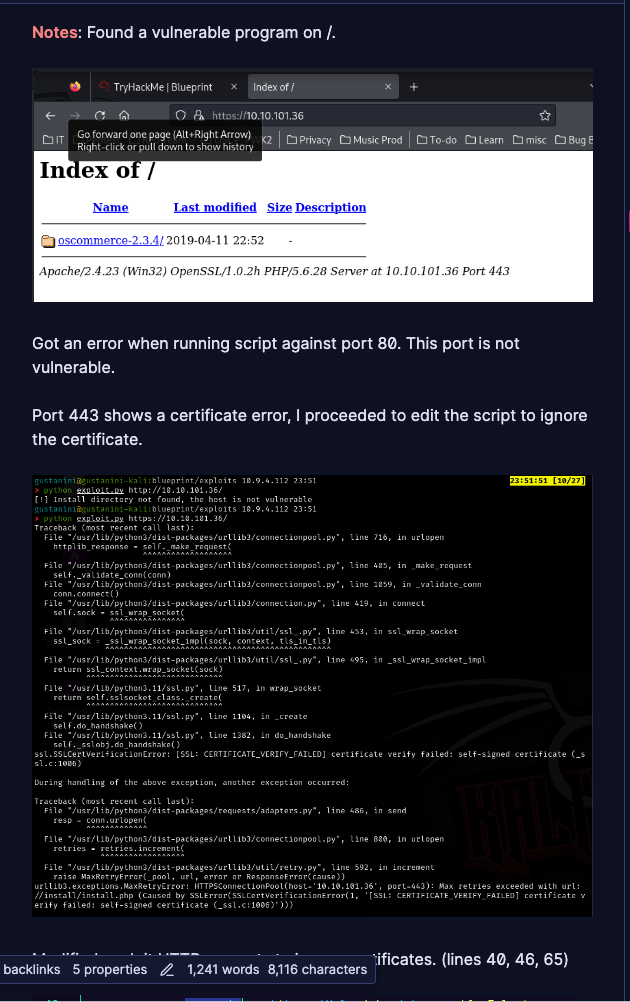 Notes: Found a vulnerable program on /.
TryHackMe | Blueprint × Index of / × +
https://10.10.101.36
IT K2 Privacy Music Prod To-do Learn misc Bug B
Go forward one page (Alt+Right Arrow)
Right-click or pull down to show history
Index of /
Name Last modified Size Description
oscommerce-2.3.4/ 2019-04-11 22:52 -
Apache/2.4.23 (Win32) OpenSSL/1.0.2h PHP/5.6.28 Server at 10.10.101.36 Port 443
Got an error when running script against port 80. This port is not
vulnerable.
Port 443 shows a certificate error, I proceeded to edit the script to ignore
the certificate.
gustanini@gustanini-kali:blueprint/exploits 10.9.4.112 23:51 23:51:51 [10/27]
> python exploit.py http://10.10.101.36/
[!] Install directory not found, the host is not vulnerable
gustanini@gustanini-kali:blueprint/exploits 10.9.4.112 23:51
> python exploit.py https://10.10.101.36/
Traceback (most recent call last):
File "/usr/lib/python3/dist-packages/urllib3/connectionpool.py", line 716, in urlopen
httplib_response = self._make_request(
^^^^^^^^^^^^^^^^^^^
File "/usr/lib/python3/dist-packages/urllib3/connectionpool.py", line 405, in _make_request
self._validate_conn(conn)
File "/usr/lib/python3/dist-packages/urllib3/connectionpool.py", line 1059, in _validate_conn
conn.connect()
File "/usr/lib/python3/dist-packages/urllib3/connection.py", line 419, in connect
self.sock = ssl_wrap_socket(
^^^^^^^^^^^^^^^^
File "/usr/lib/python3/dist-packages/urllib3/util/ssl_.py", line 453, in ssl_wrap_socket
ssl_sock = _ssl_wrap_socket_impl(sock, context, tls_in_tls)
^^^^^^^^^^^^^^^^^^^^^^^^^^^^^^^^^^^^^^^^^^^^^^^^
File "/usr/lib/python3/dist-packages/urllib3/util/ssl_.py", line 495, in _ssl_wrap_socket_impl
return ssl_context.wrap_socket(sock)
^^^^^^^^^^^^^^^^^^^^^^^^^^^^^
File "/usr/lib/python3.11/ssl.py", line 517, in wrap_socket
return self.sslsocket_class._create(
^^^^^^^^^^^^^^^^^^^^^^^^^^^^^
File "/usr/lib/python3.11/ssl.py", line 1104, in _create
self.do_handshake()
File "/usr/lib/python3.11/ssl.py", line 1382, in do_handshake
self._sslobj.do_handshake()
ssl.SSLCertVerificationError: [SSL: CERTIFICATE_VERIFY_FAILED] certificate verify failed: self-signed certificate (_s
sl.c:1006)
During handling of the above exception, another exception occurred:
Traceback (most recent call last):
File "/usr/lib/python3/dist-packages/requests/adapters.py", line 486, in send
resp = conn.urlopen(
^^^^^^^^^^^^^
File "/usr/lib/python3/dist-packages/urllib3/connectionpool.py", line 800, in urlopen
retries = retries.increment(
^^^^^^^^^^^^^^^^^^
File "/usr/lib/python3/dist-packages/urllib3/util/retry.py", line 592, in increment
raise MaxRetryError(_pool, url, error or ResponseError(cause))
urllib3.exceptions.MaxRetryError: HTTPSConnectionPool(host='10.10.101.36', port=443): Max retries exceeded with url:
//install/install.php (Caused by SSLError(SSLCertVerificationError(1, '[SSL: CERTIFICATE_VERIFY_FAILED] certificate v
erify failed: self-signed certificate (_ssl.c:1006)')))
tificates. (lines 40, 46, 65)
backlinks 5 properties 1,241 words 8,116 characters